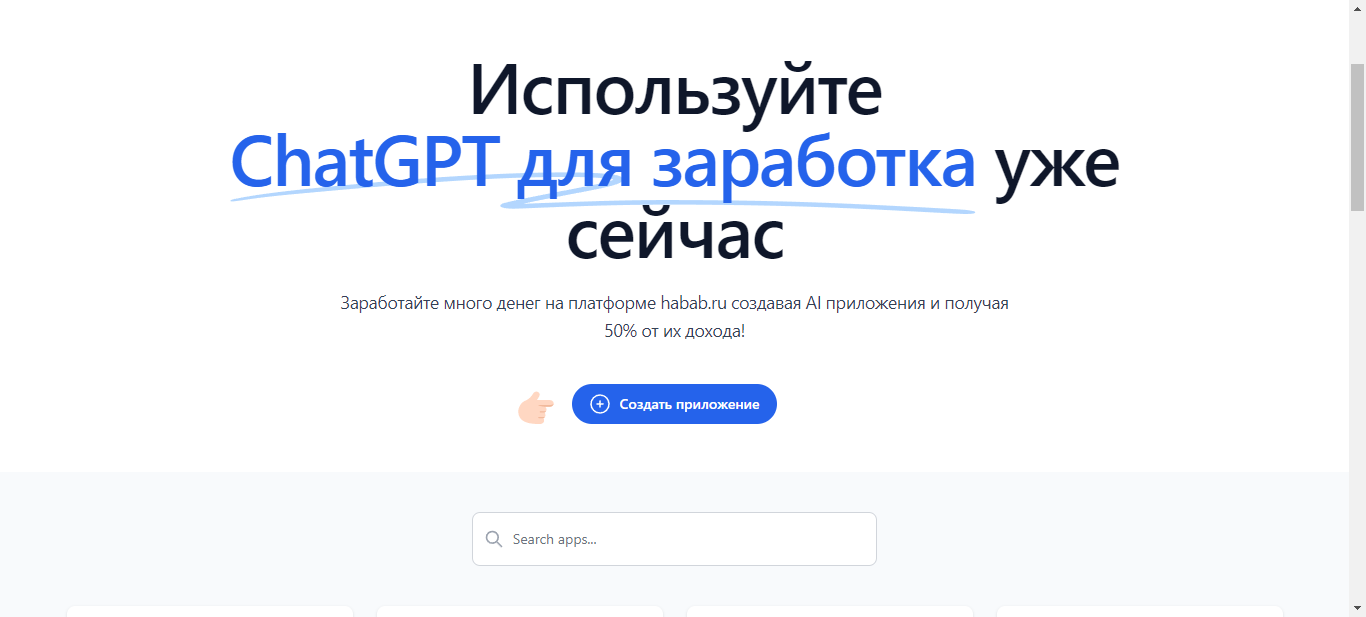 Используйте
ChatGPT для заработка уже
сейчас
Заработайте много денег на платформе habab.ru создавая AI приложения и получая
50% от их дохода!
Создать приложение
Search apps...